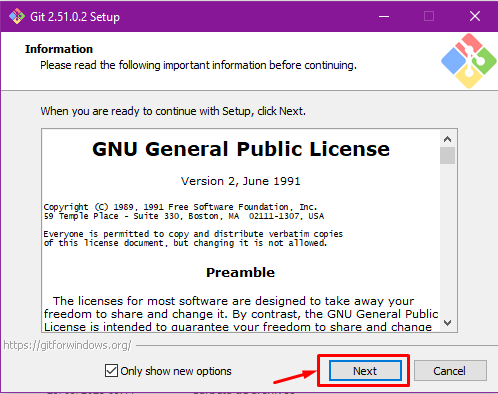 Git 2.51.0.2 Setup
Information
Please read the following important information before continuing.
When you are ready to continue with Setup, click Next.
GNU General Public License
Version 2, June 1991
Copyright (C) 1989, 1991 Free Software Foundation, Inc.
59 Temple Place - Suite 330, Boston, MA  02111-1307, USA
Everyone is permitted to copy and distribute verbatim copies
of this license document, but changing it is not allowed.
Preamble
The licenses for most software are designed to take away your
freedom to share and change it. By contrast, the GNU General Public
License is intended to guarantee your freedom to share and change
https://gitforwindows.org/
Only show new options
Next
Cancel